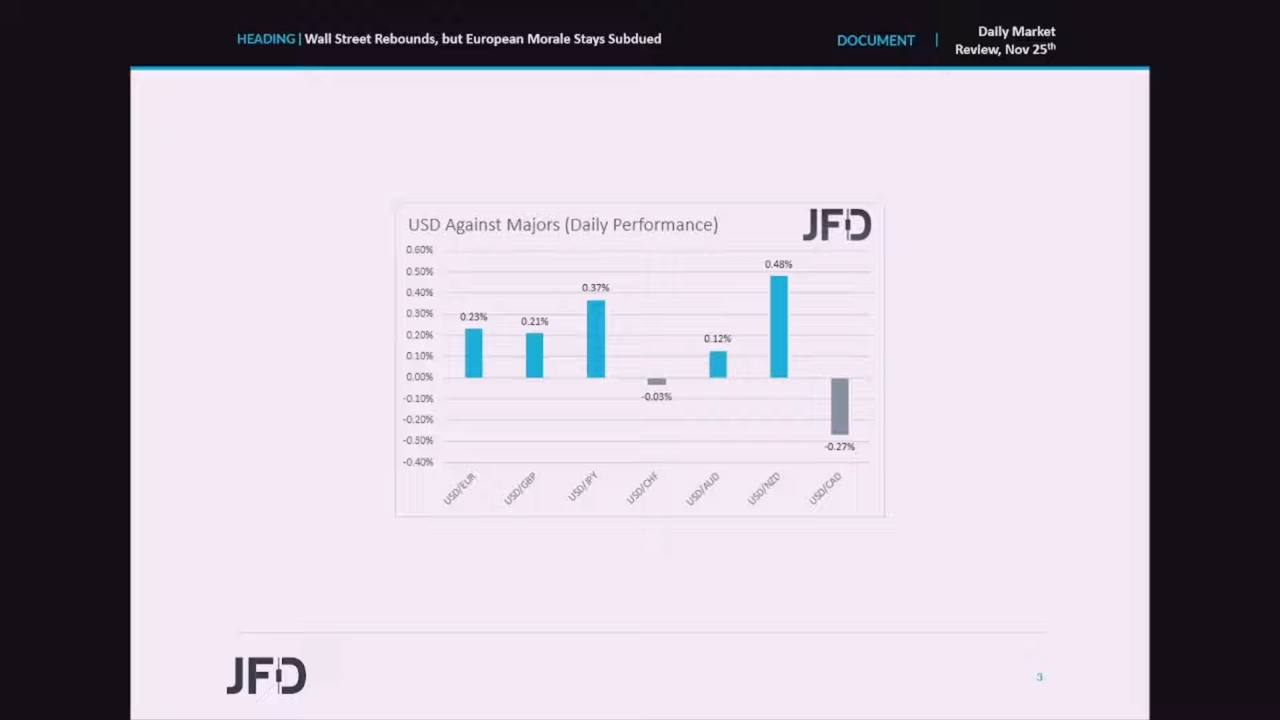 HEADING | Wall Street Rebounds, but European Morale Stays Subdued
DOCUMENT |
Daily Market
Review, Nov 25th
USD Against Majors (Daily Performance)
JFD
0.60%
0.50%
0.40%
0.30%
0.20%
0.10%
0.00%
-0.10%
-0.20%
-0.30%
-0.40%
0.23%
0.21%
0.37%
-0.03%
0.12%
0.48%
-0.27%
USD/EUR
USD/GBP
USD/JPY
USD/CHF
USD/AUD
USD/NZD
USD/CAD
JFD
3